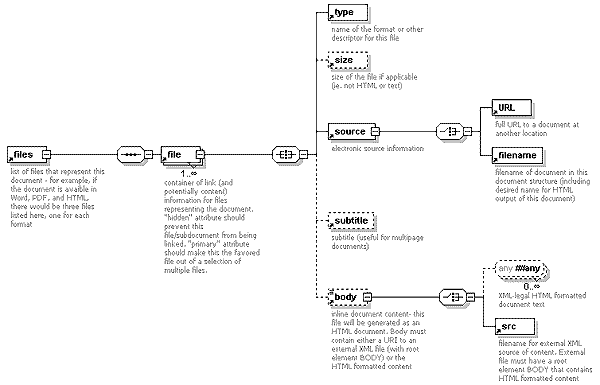 type
name of the format or other
descriptor for this file
size
size of the file if applicable
(ie. not HTML or text)
URL
full URL to a document at
another location
files
file
source
electronic source information
filename
filename of document in this
document structure (including
desired name for HTML
output of this document)
list of files that represent this
document - for example, if
the document is avaible in
Word, PDF, and HTML,
there would be three files
listed here, one for each
format
1..∞
container of link (and
potentially content)
information for files
representing the document.
"hidden" attribute should
prevent this
file/subdocument from being
linked. "primary" attribute
should make this the favored
file out of a selection of
multiple files.
subtitle
subtitle (useful for multipage
documents)
body
inline document content- this
file will be generated as an
HTML document. Body must
contain either a URI to an
external XML file (with root
element BODY) or the
HTML formatted content
any ##any
0..∞
XML-legal HTML formatted
document text
src
filename for external XML
source of content. External
file must have a root
element BODY that contains
HTML formatted content